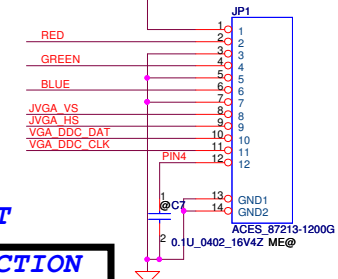 JP1
1 1
RED 2 2
3 3
GREEN 4 4
5 5
BLUE 6 6
7 7
JVGA_VS 8 8
JVGA_HS 9 9
VGA_DDC_DAT 10 10
VGA_DDC_CLK 11 11
PIN4 12 12
13 GND1
14 GND2
1
@C7
ACES_87213-1200G
2 0.1U_0402_16V4Z ME@
T
CTION